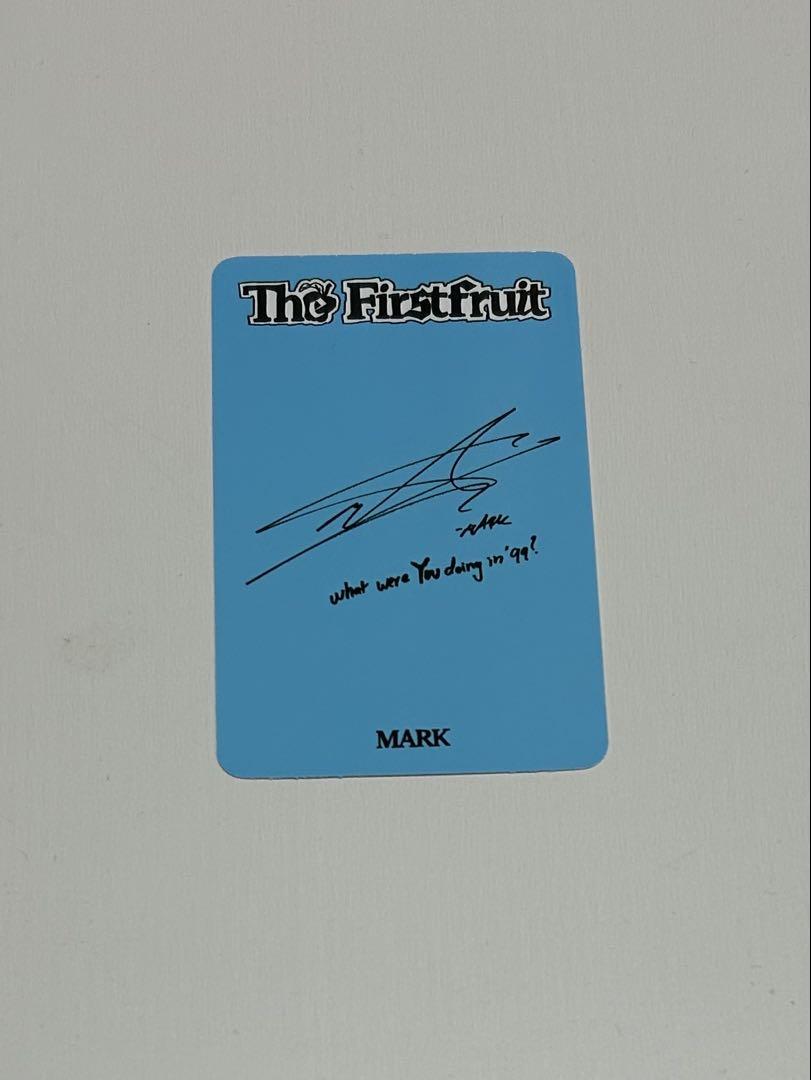 The Firstfruit
-MARK
what were You doing in '99?
MARK